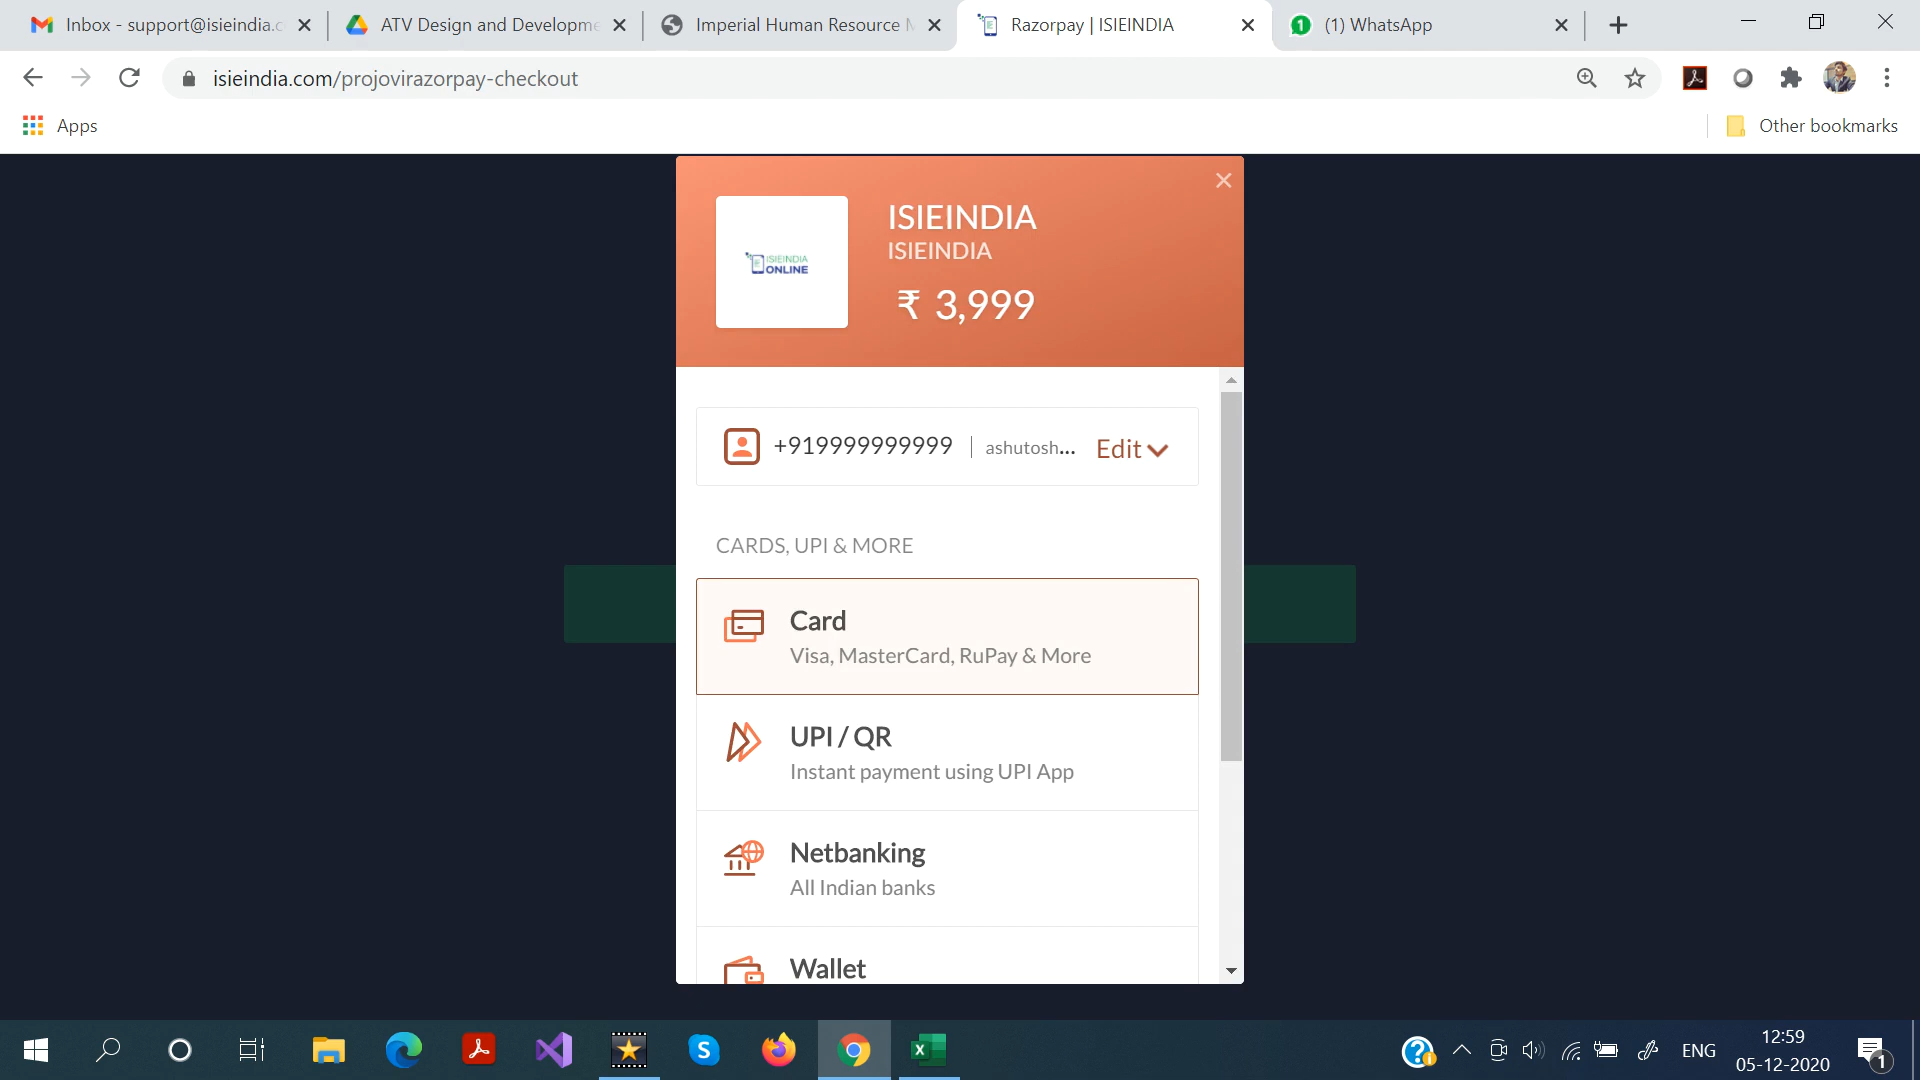 Inbox - support@isieindia.c
ATV Design and Developme
Imperial Human Resource M
Razorpay | ISIEINDIA
1
(1) WhatsApp
isieindia.com/projovirazorpay-checkout
Apps
Other bookmarks
ISIEINDIA
ONLINE
ISIEINDIA
ISIEINDIA
₹ 3,999
+919999999999 | ashutosh...
Edit
CARDS, UPI & MORE
Card
Visa, MasterCard, RuPay & More
UPI / QR
Instant payment using UPI App
Netbanking
All Indian banks
Wallet
ENG
12:59
05-12-2020
1